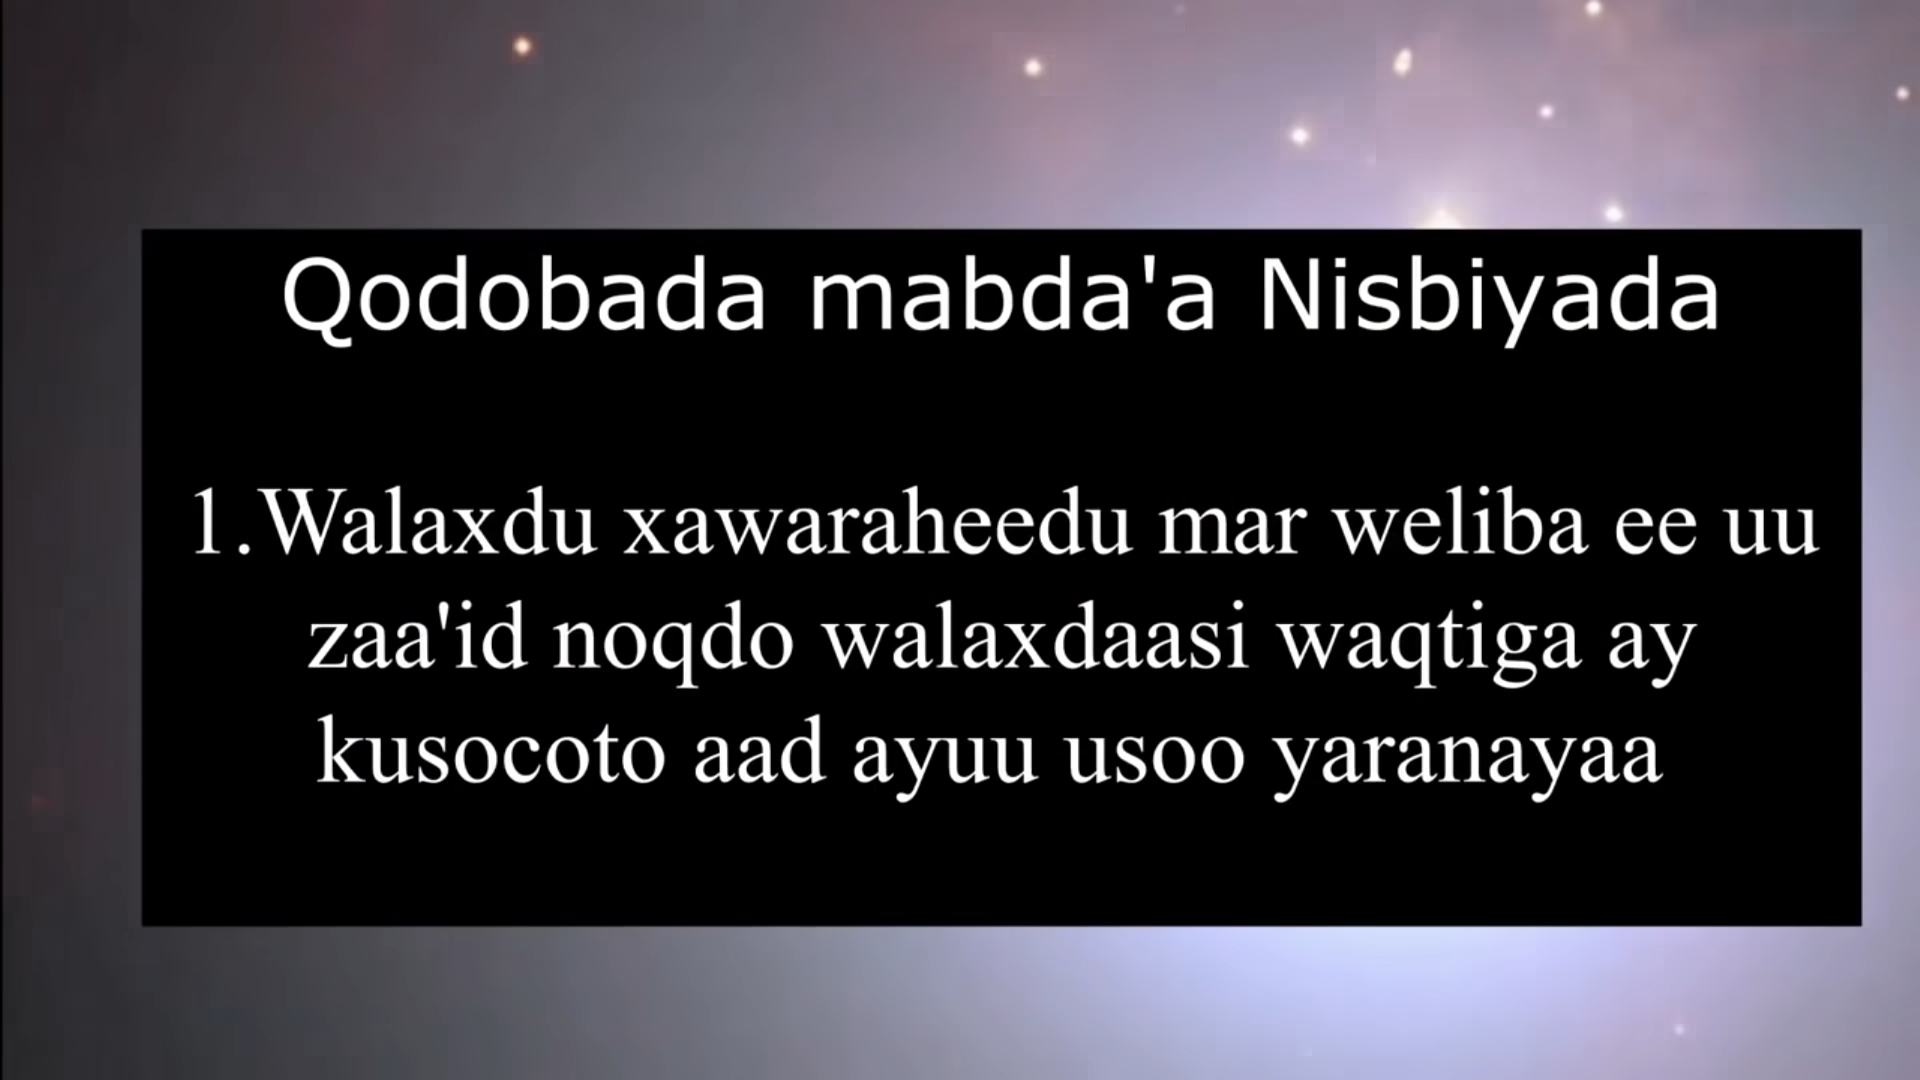 Qodobada mabda'a Nisbiyada
1.Walaxdu xawaraheedu mar weliba ee uu
zaa'id noqdo walaxdaasi waqtiga ay
kusocoto aad ayuu usoo yaranayaa